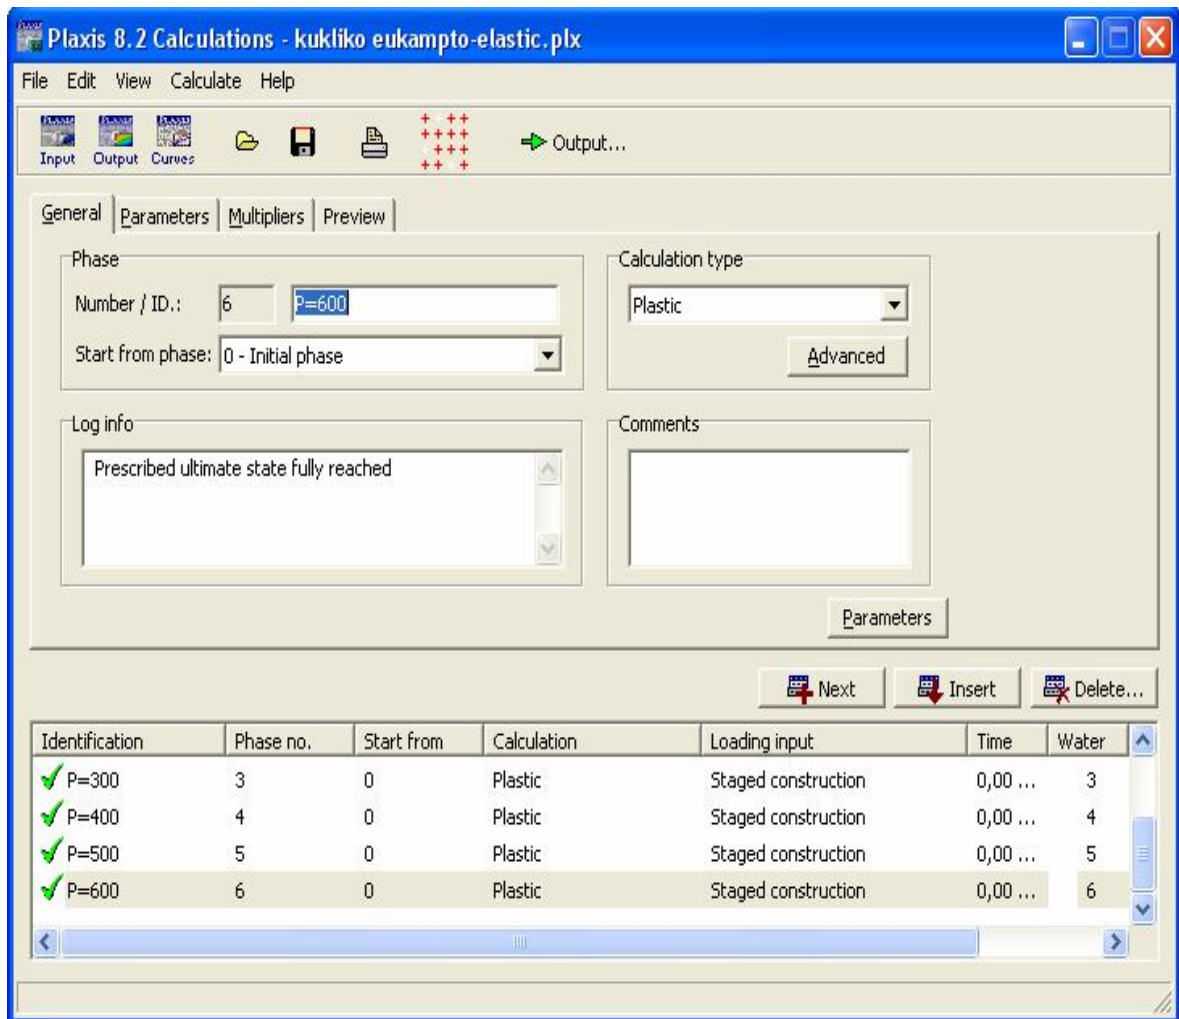 Plaxis 8.2 Calculations - kukliko eukampto-elastic.plx
File Edit View Calculate Help
PLAXIS PLAXIS PLAXIS
Input Output Curves Output...
General Parameters Multipliers Preview
Phase
Number / ID.: 6 P=600
Start from phase: 0 - Initial phase
Calculation type
Plastic
Advanced
Log info
Prescribed ultimate state fully reached
Comments
Parameters
Next Insert Delete...
Identification Phase no. Start from Calculation Loading input Time Water
P=300 3 0 Plastic Staged construction 0,00 ... 3
P=400 4 0 Plastic Staged construction 0,00 ... 4
P=500 5 0 Plastic Staged construction 0,00 ... 5
P=600 6 0 Plastic Staged construction 0,00 ... 6